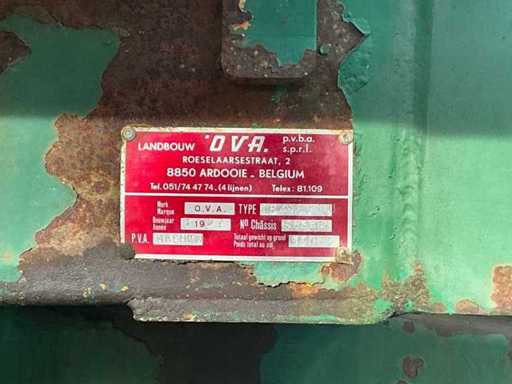 LANDBOUW "OVA." p.v.b.a. s.p.r.l.
ROESELAARSESTRAAT, 2
8850 ARDOOIE - BELGIUM
Tel. 051/74 47 74. (4 lijnen) Telex: 81.109
Merk Marque O.V.A. TYPE
Bouwjaar Année 19 Nº Châssis
P.V.A. Totaal gewicht op grond Poids total au sol